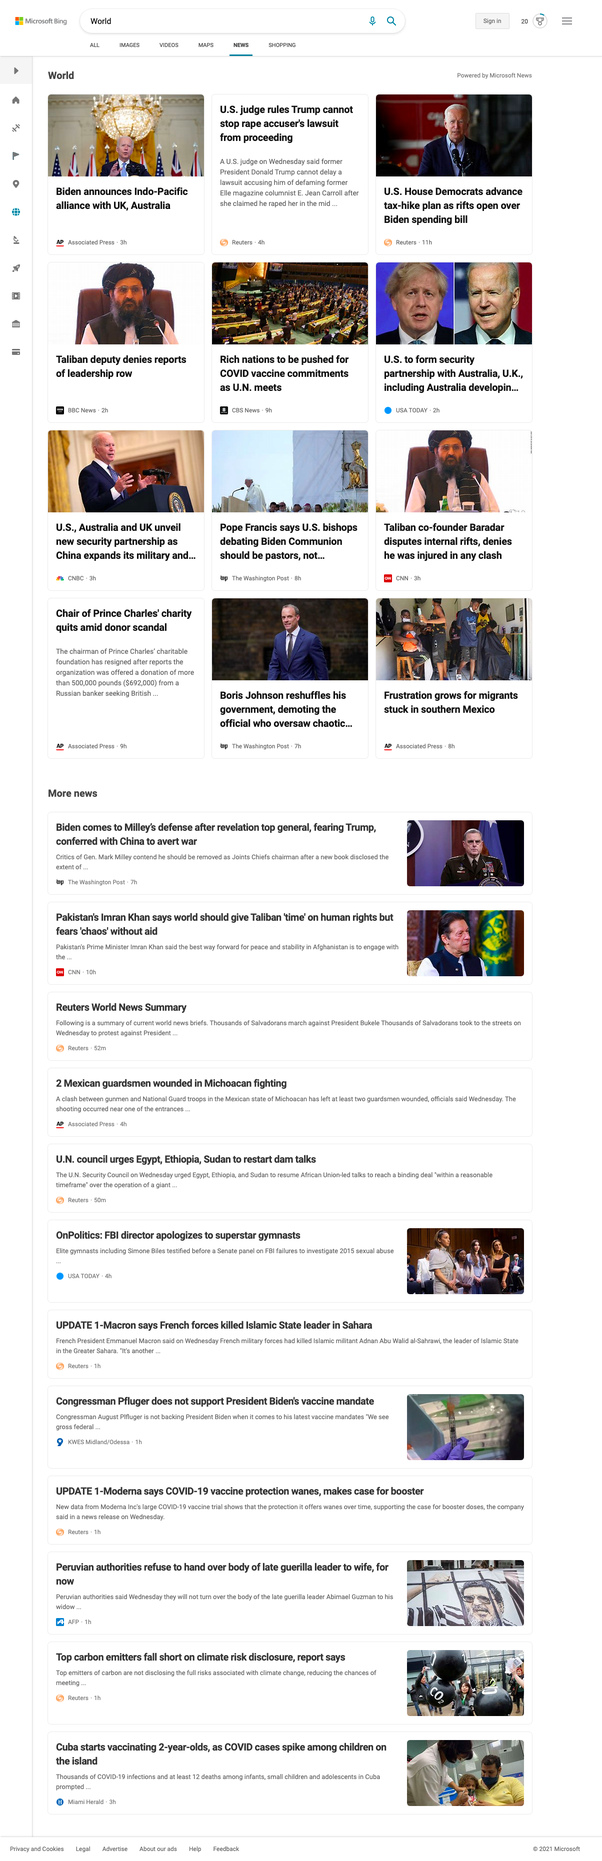 Microsoft Bing
World
Sign in
20
ALL IMAGES VIDEOS MAPS NEWS SHOPPING
World
Powered by Microsoft News
Biden announces Indo-Pacific
alliance with UK, Australia
AP Associated Press · 3h
U.S. judge rules Trump cannot
stop rape accuser's lawsuit
from proceeding
A U.S. judge on Wednesday said former
President Donald Trump cannot delay a
lawsuit accusing him of defaming former
Elle magazine columnist E. Jean Carroll after
she claimed he raped her in the mid ...
Reuters · 4h
U.S. House Democrats advance
tax-hike plan as rifts open over
Biden spending bill
Reuters · 11h
Taliban deputy denies reports
of leadership row
BBC News · 2h
Rich nations to be pushed for
COVID vaccine commitments
as U.N. meets
CBS News · 9h
U.S. to form security
partnership with Australia, U.K.,
including Australia developin...
USA TODAY · 2h
U.S., Australia and UK unveil
new security partnership as
China expands its military and...
CNBC · 3h
Pope Francis says U.S. bishops
debating Biden Communion
should be pastors, not...
wp The Washington Post · 8h
Taliban co-founder Baradar
disputes internal rifts, denies
he was injured in any clash
CNN CNN · 3h
Chair of Prince Charles' charity
quits amid donor scandal
The chairman of Prince Charles' charitable
foundation has resigned after reports the
organization was offered a donation of more
than 500,000 pounds ($692,000) from a
Russian banker seeking British ...
AP Associated Press · 9h
Boris Johnson reshuffles his
government, demoting the
official who oversaw chaotic...
wp The Washington Post · 7h
Frustration grows for migrants
stuck in southern Mexico
AP Associated Press · 8h
More news
Biden comes to Milley's defense after revelation top general, fearing Trump,
conferred with China to avert war
Critics of Gen. Mark Milley contend he should be removed as Joints Chiefs chairman after a new book disclosed the
extent of ...
wp The Washington Post · 7h
Pakistan's Imran Khan says world should give Taliban 'time' on human rights but
fears 'chaos' without aid
Pakistan's Prime Minister Imran Khan said the best way forward for peace and stability in Afghanistan is to engage with
the ...
CNN CNN · 10h
Reuters World News Summary
Following is a summary of current world news briefs. Thousands of Salvadorans march against President Bukele Thousands of Salvadorans took to the streets on
Wednesday to protest against President ...
Reuters · 52m
2 Mexican guardsmen wounded in Michoacan fighting
A clash between gunmen and National Guard troops in the Mexican state of Michoacan has left at least two guardsmen wounded, officials said Wednesday. The
shooting occurred near one of the entrances ...
AP Associated Press · 4h
U.N. council urges Egypt, Ethiopia, Sudan to restart dam talks
The U.N. Security Council on Wednesday urged Egypt, Ethiopia, and Sudan to resume African Union-led talks to reach a binding deal "within a reasonable
timeframe" over the operation of a giant ...
Reuters · 50m
OnPolitics: FBI director apologizes to superstar gymnasts
Elite gymnasts including Simone Biles testified before a Senate panel on FBI failures to investigate 2015 sexual abuse
...
USA TODAY · 4h
UPDATE 1-Macron says French forces killed Islamic State leader in Sahara
French President Emmanuel Macron said on Wednesday French military forces had killed Islamic militant Adnan Abu Walid al-Sahrawi, the leader of Islamic State
in the Greater Sahara. "It's another ...
Reuters · 1h
Congressman Pfluger does not support President Biden's vaccine mandate
Congressman August Pflfluger is not backing President Biden when it comes to his latest vaccine mandates "We see
gross federal ...
9 KWES Midland/Odessa · 1h
UPDATE 1-Moderna says COVID-19 vaccine protection wanes, makes case for booster
New data from Moderna Inc's large COVID-19 vaccine trial shows that the protection it offers wanes over time, supporting the case for booster doses, the company
said in a news release on Wednesday.
Reuters · 1h
Peruvian authorities refuse to hand over body of late guerilla leader to wife, for
now
Peruvian authorities said Wednesday they will not turn over the body of the late guerilla leader Abimael Guzman to his
widow ...
AFP · 1h
Top carbon emitters fall short on climate risk disclosure, report says
Top emitters of carbon are not disclosing the full risks associated with climate change, reducing the chances of
meeting ...
CO2
Reuters · 1h
Cuba starts vaccinating 2-year-olds, as COVID cases spike among children on
the island
Thousands of COVID-19 infections and at least 12 deaths among infants, small children and adolescents in Cuba
prompted ...
Miami Herald · 3h
Privacy and Cookies Legal Advertise About our ads Help Feedback
© 2021 Microsoft